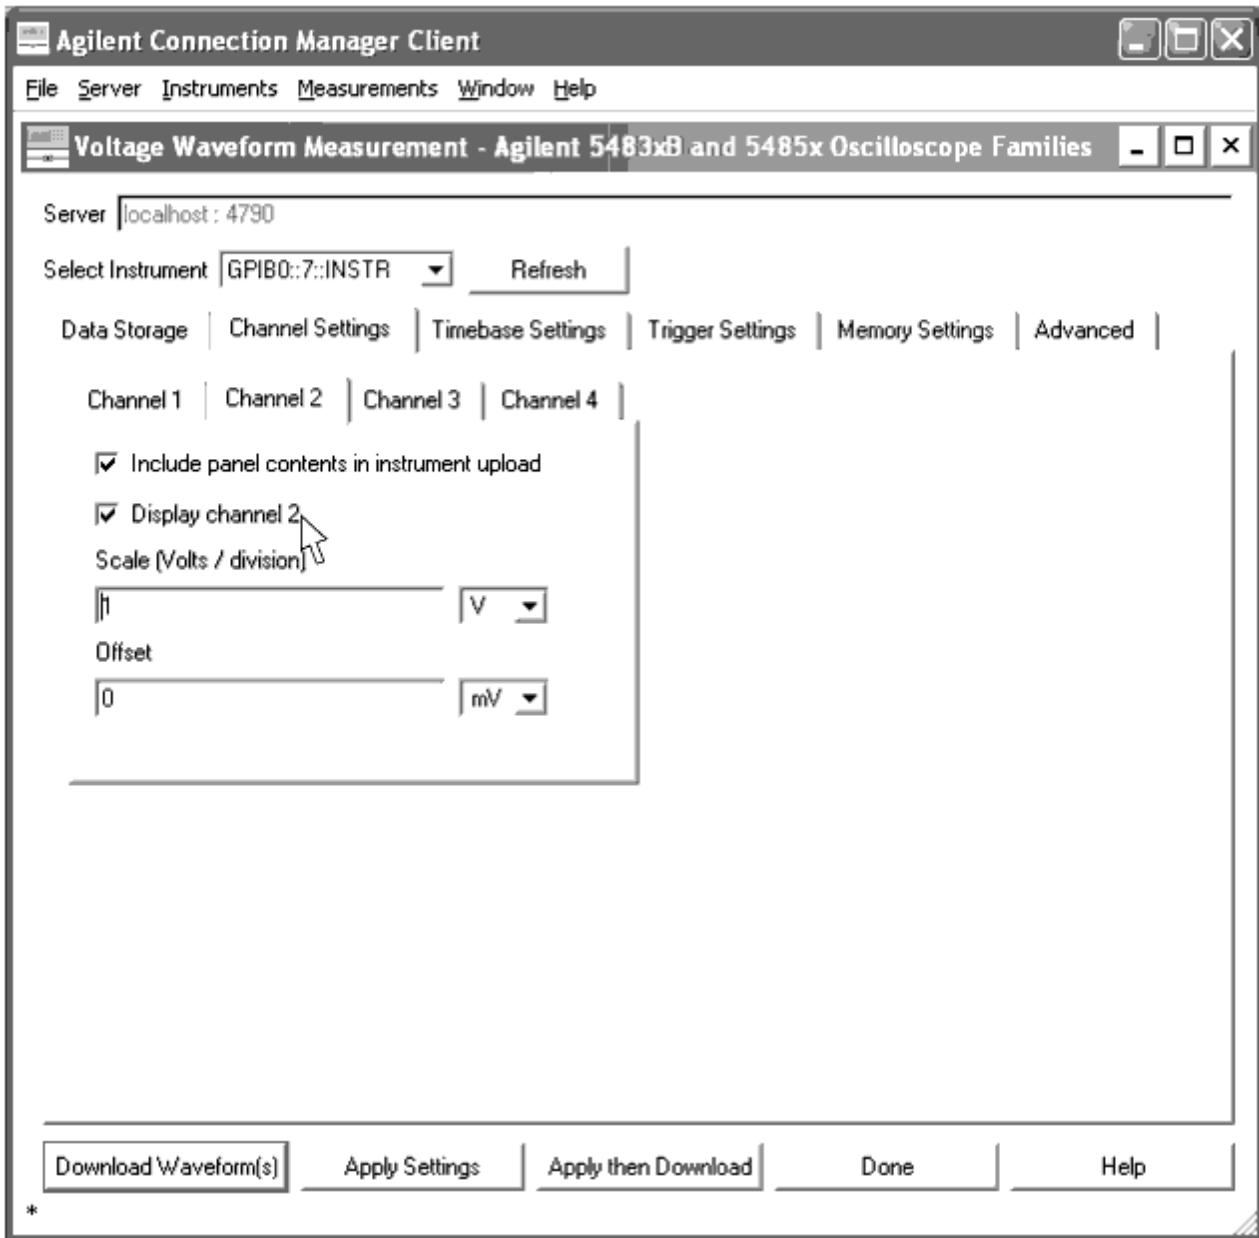 Agilent Connection Manager Client
File Server Instruments Measurements Window Help
Voltage Waveform Measurement - Agilent 5483xB and 5485x Oscilloscope Families
Server localhost : 4790
Select Instrument GPIB0::7::INSTR Refresh
Data Storage Channel Settings Timebase Settings Trigger Settings Memory Settings Advanced
Channel 1 Channel 2 Channel 3 Channel 4
Include panel contents in instrument upload
Display channel 2
Scale (Volts / division)
1 V
Offset
0 mV
Download Waveform(s) Apply Settings Apply then Download Done Help
*